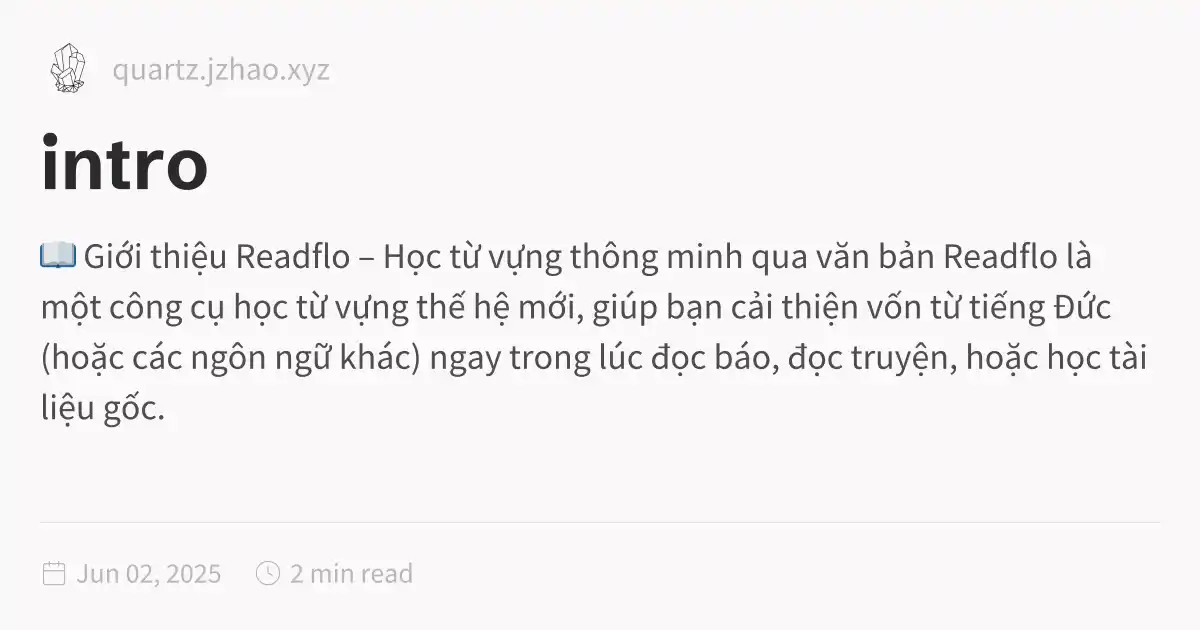 quartz.jzhao.xyz
intro
📖 Giới thiệu Readflo – Học từ vựng thông minh qua văn bản Readflo là
một công cụ học từ vựng thế hệ mới, giúp bạn cải thiện vốn từ tiếng Đức
(hoặc các ngôn ngữ khác) ngay trong lúc đọc báo, đọc truyện, hoặc học tài
liệu gốc.
Jun 02, 2025 2 min read